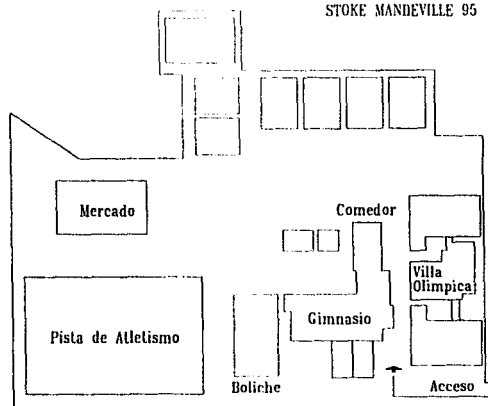 STOKE MANDEVILLE 95
Mercado
Comedor
Villa
Olimpica
Gimnasio
Pista de Atletismo
Boliche
Acceso